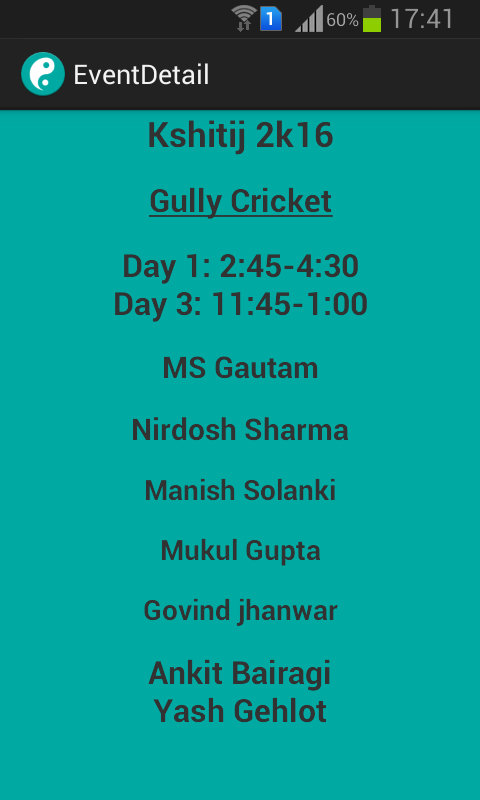 1 60% 17:41
EventDetail
Kshitij 2k16
Gully Cricket
Day 1: 2:45-4:30
Day 3: 11:45-1:00
MS Gautam
Nirdosh Sharma
Manish Solanki
Mukul Gupta
Govind jhanwar
Ankit Bairagi
Yash Gehlot